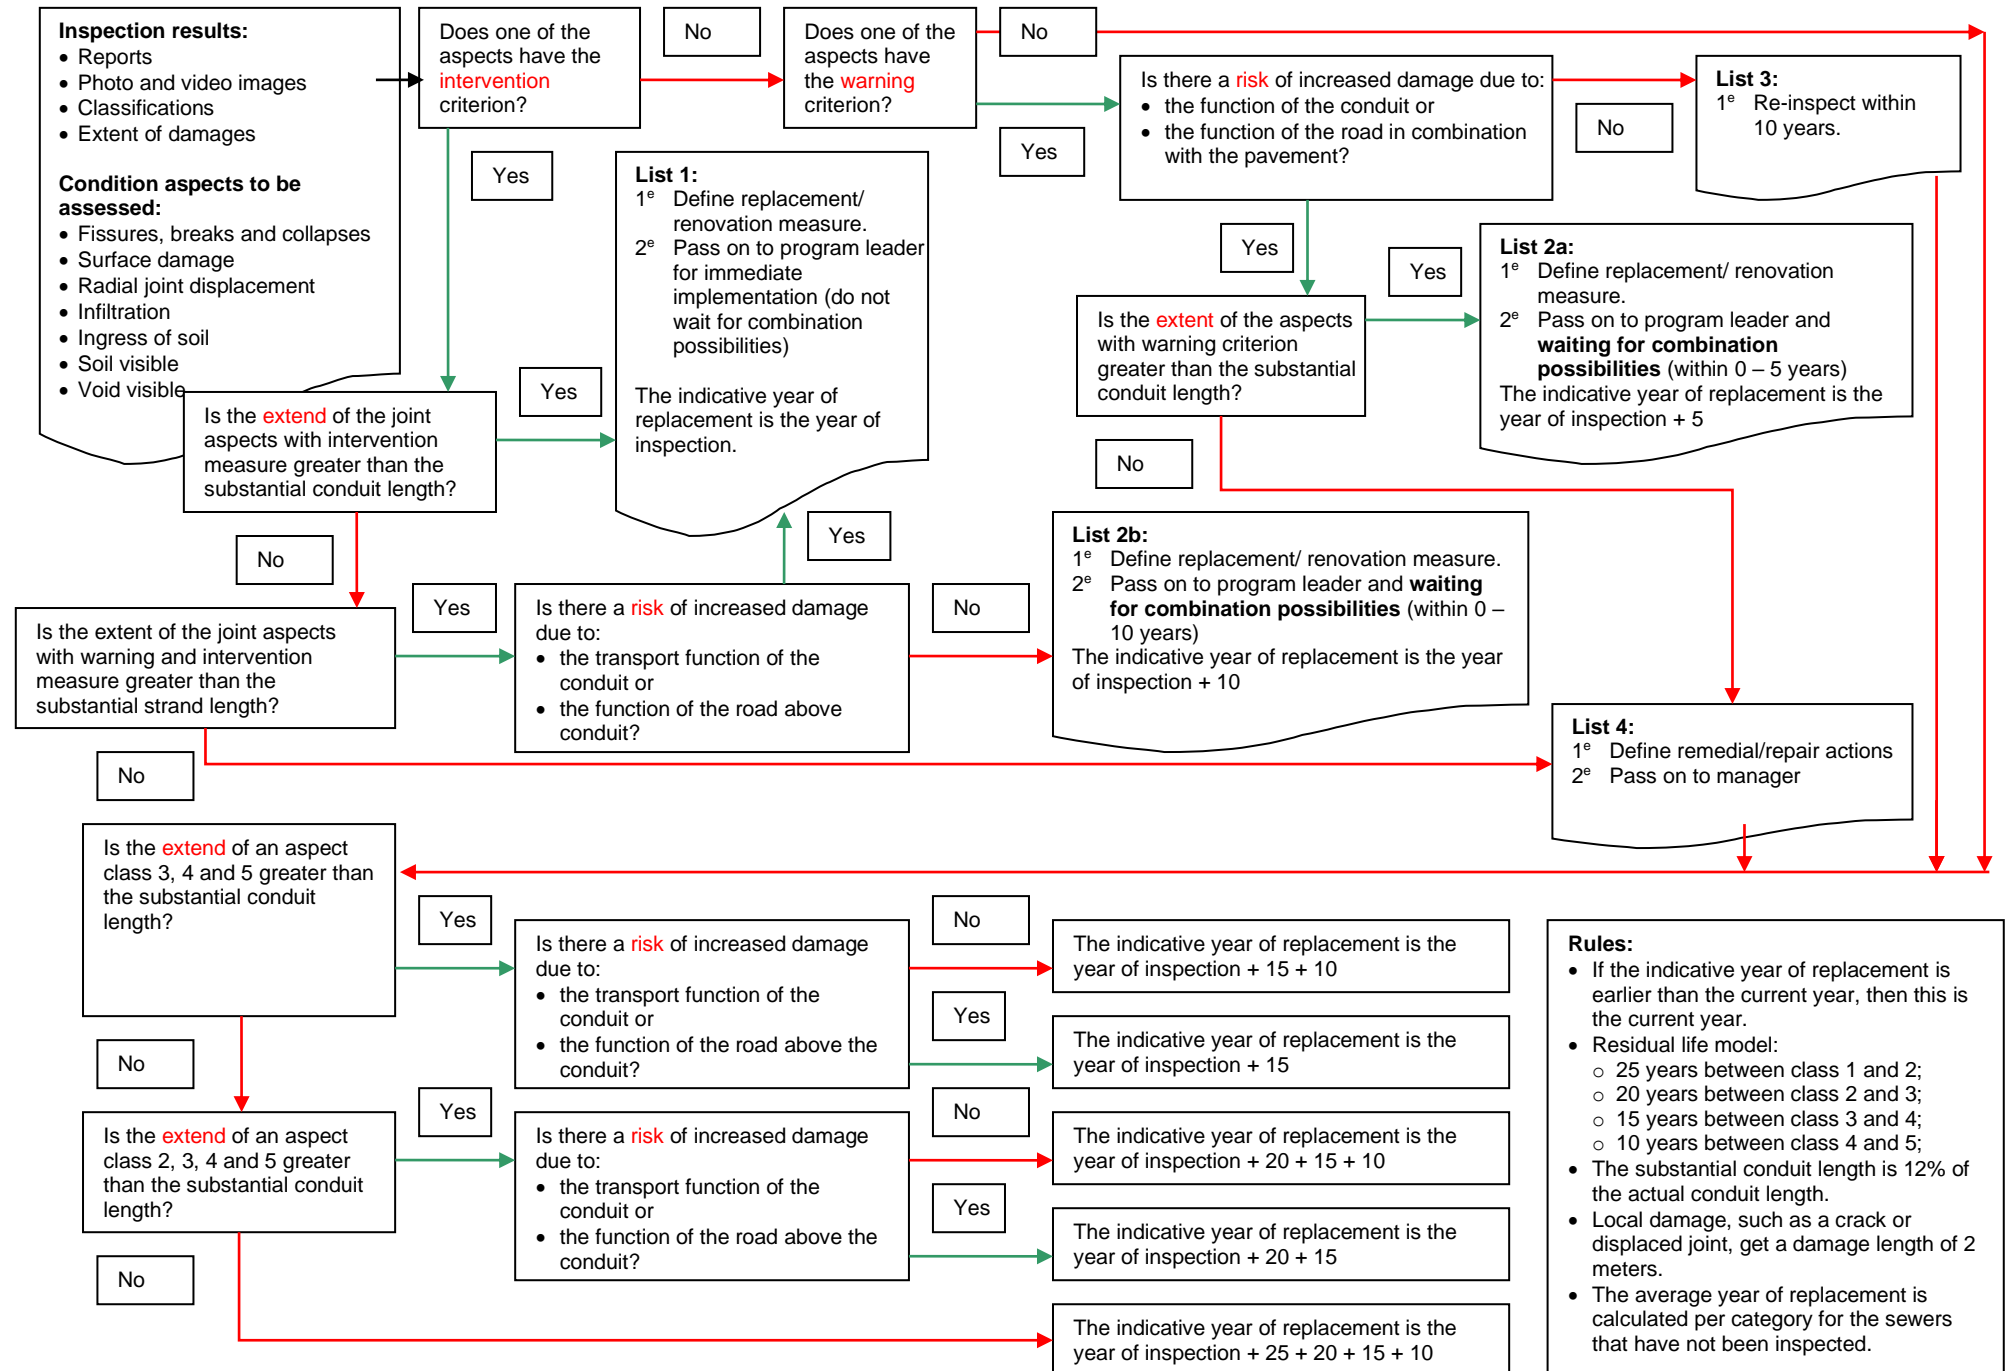 Inspection results:
• Reports
• Photo and video images
• Classifications
• Extent of damages
Condition aspects to be
assessed:
• Fissures, breaks and collapses
• Surface damage
• Radial joint displacement
• Infiltration
• Ingress of soil
• Soil visible
• Void visible
Does one of the
aspects have the
intervention
criterion?
No
Does one of the
aspects have
the warning
criterion?
No
Yes
Yes
Is there a risk of increased damage due to:
• the function of the conduit or
• the function of the road in combination
with the pavement?
No
List 3:
1e Re-inspect within
10 years.
List 1:
1e Define replacement/
renovation measure.
2e Pass on to program leader
for immediate
implementation (do not
wait for combination
possibilities)
The indicative year of
replacement is the year of
inspection.
Yes
Yes
List 2a:
1e Define replacement/ renovation
measure.
2e Pass on to program leader and
waiting for combination
possibilities (within 0 – 5 years)
The indicative year of replacement is the
year of inspection + 5
Is the extent of the aspects
with warning criterion
greater than the substantial
conduit length?
No
Is the extend of the joint
aspects with intervention
measure greater than the
substantial conduit length?
Yes
No
Yes
Is the extent of the joint aspects
with warning and intervention
measure greater than the
substantial strand length?
Yes
Is there a risk of increased damage
due to:
• the transport function of the
conduit or
• the function of the road above
conduit?
No
List 2b:
1e Define replacement/ renovation measure.
2e Pass on to program leader and waiting
for combination possibilities (within 0 –
10 years)
The indicative year of replacement is the year
of inspection + 10
No
List 4:
1e Define remedial/repair actions
2e Pass on to manager
Is the extend of an aspect
class 3, 4 and 5 greater than
the substantial conduit
length?
Yes
Is there a risk of increased damage
due to:
• the transport function of the
conduit or
• the function of the road above the
conduit?
No
The indicative year of replacement is the
year of inspection + 15 + 10
Yes
The indicative year of replacement is the
year of inspection + 15
No
Is the extend of an aspect
class 2, 3, 4 and 5 greater
than the substantial conduit
length?
Yes
Is there a risk of increased damage
due to:
• the transport function of the
conduit or
• the function of the road above the
conduit?
No
The indicative year of replacement is the
year of inspection + 20 + 15 + 10
Yes
The indicative year of replacement is the
year of inspection + 20 + 15
No
The indicative year of replacement is the
year of inspection + 25 + 20 + 15 + 10
Rules:
• If the indicative year of replacement is
earlier than the current year, then this is
the current year.
• Residual life model:
○ 25 years between class 1 and 2;
○ 20 years between class 2 and 3;
○ 15 years between class 3 and 4;
○ 10 years between class 4 and 5;
• The substantial conduit length is 12% of
the actual conduit length.
• Local damage, such as a crack or
displaced joint, get a damage length of 2
meters.
• The average year of replacement is
calculated per category for the sewers
that have not been inspected.